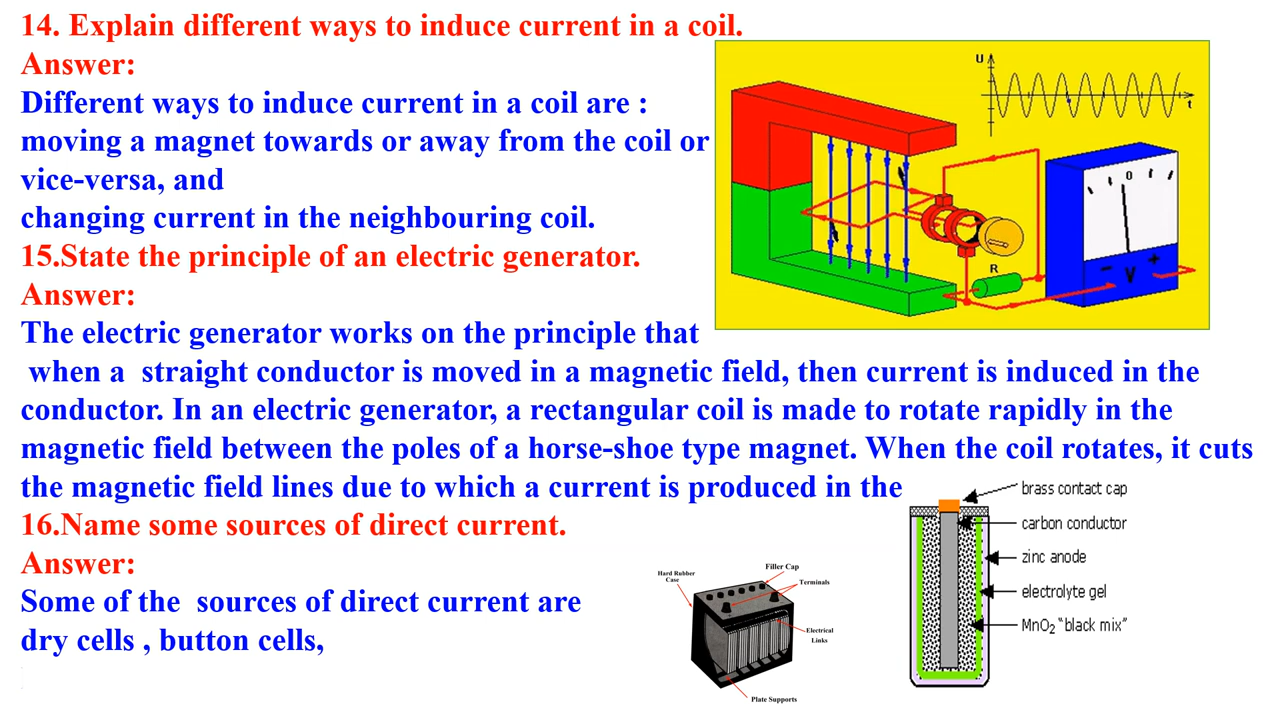 14. Explain different ways to induce current in a coil.
Answer:
Different ways to induce current in a coil are :
moving a magnet towards or away from the coil or
vice-versa, and
changing current in the neighbouring coil.
15.State the principle of an electric generator.
Answer:
The electric generator works on the principle that
when a straight conductor is moved in a magnetic field, then current is induced in the
conductor. In an electric generator, a rectangular coil is made to rotate rapidly in the
magnetic field between the poles of a horse-shoe type magnet. When the coil rotates, it cuts
the magnetic field lines due to which a current is produced in the
16.Name some sources of direct current.
Answer:
Some of the sources of direct current are
dry cells , button cells,
U
t
0
R
− V +
Hard Rubber
Case
Filler Cap
Terminals
Electrical
Links
Plate Supports
brass contact cap
carbon conductor
zinc anode
electrolyte gel
MnO₂ "black mix"